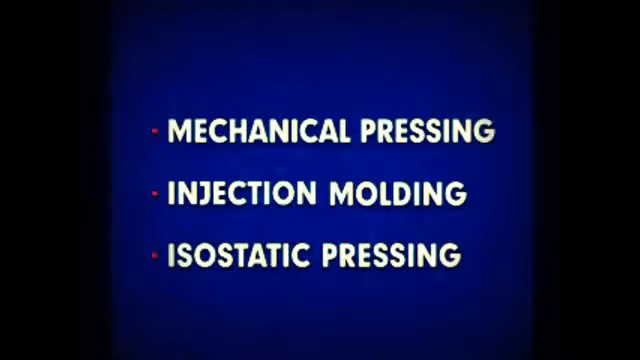 - MECHANICAL PRESSING
- INJECTION MOLDING
- ISOSTATIC PRESSING